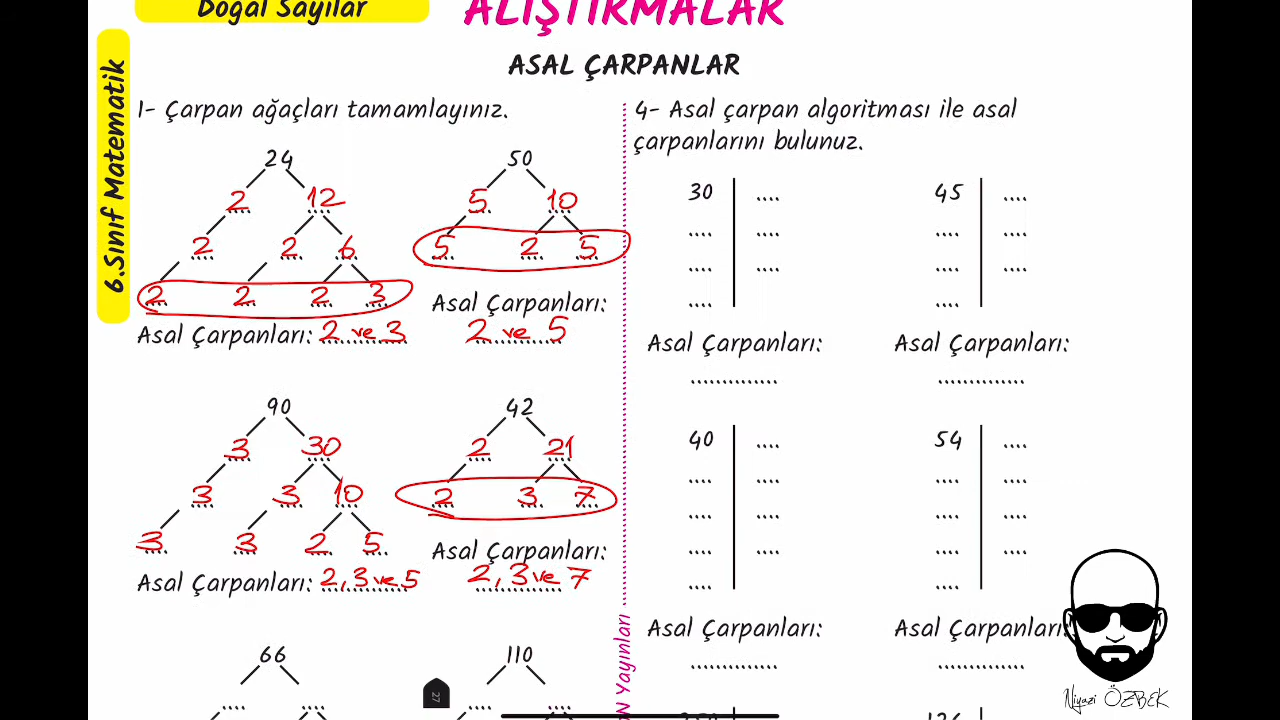 Doğal Sayılar
ALIŞTIRMALAR
6.Sınıf Matematik
ASAL ÇARPANLAR
1- Çarpan ağaçları tamamlayınız.
24
2 12
2 2 6
2 2 2 3
Asal Çarpanları: 2 ve 3
50
5 10
5 2 5
Asal Çarpanları:
2 ve 5
90
3 30
3 3 10
3 3 2 5
Asal Çarpanları: 2, 3 ve 5
42
2 21
2 3 7
Asal Çarpanları:
2, 3 ve 7
66
110
27
4- Asal çarpan algoritması ile asal
çarpanlarını bulunuz.
30 ....
.... ....
.... ....
....
Asal Çarpanları:
..............
45 ....
.... ....
.... ....
....
Asal Çarpanları:
..............
40 ....
.... ....
.... ....
.... ....
....
Asal Çarpanları:
..............
54 ....
.... ....
.... ....
.... ....
....
Asal Çarpanları:
..............
Yayınları
Niyazi ÖZBEK